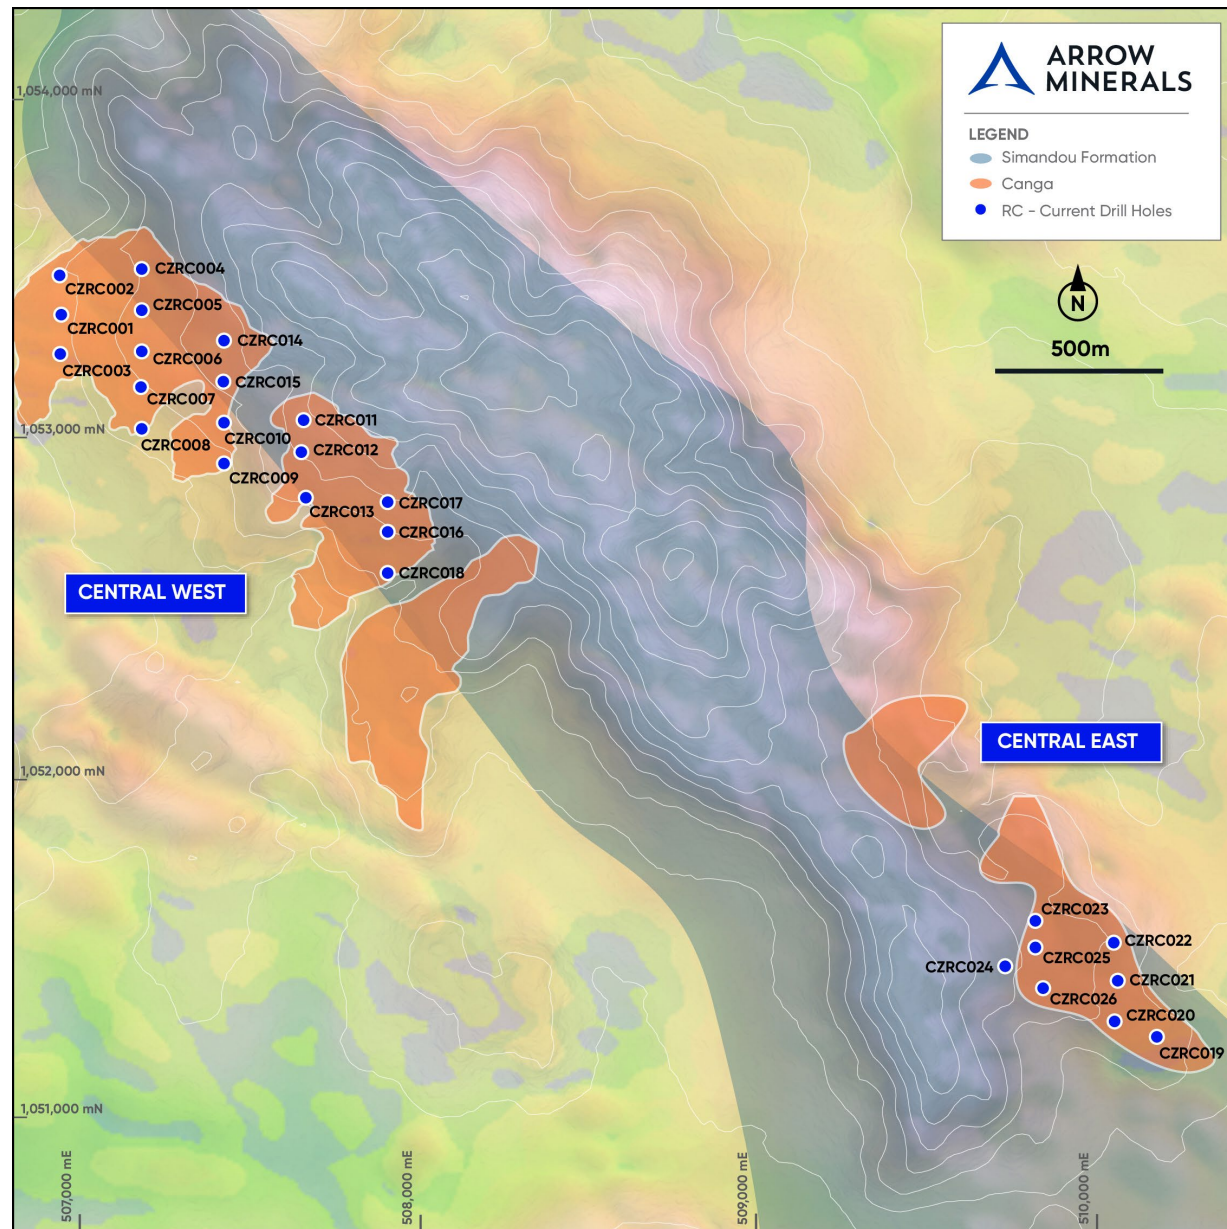 ARROW
MINERALS
LEGEND
Simandou Formation
Canga
RC - Current Drill Holes
N
500m
1,054,000 mN
CZRC004
CZRC002
CZRC005
CZRC001
CZRC014
CZRC006
CZRC003
CZRC015
CZRC007
CZRC011
1,053,000 mN
CZRC010
CZRC008
CZRC012
CZRC009
CZRC017
CZRC013
CZRC016
CZRC018
CENTRAL WEST
CENTRAL EAST
1,052,000 mN
CZRC023
CZRC022
CZRC025
CZRC024
CZRC021
CZRC026
CZRC020
CZRC019
1,051,000 mN
507,000 mE
508,000 mE
509,000 mE
510,000 mE